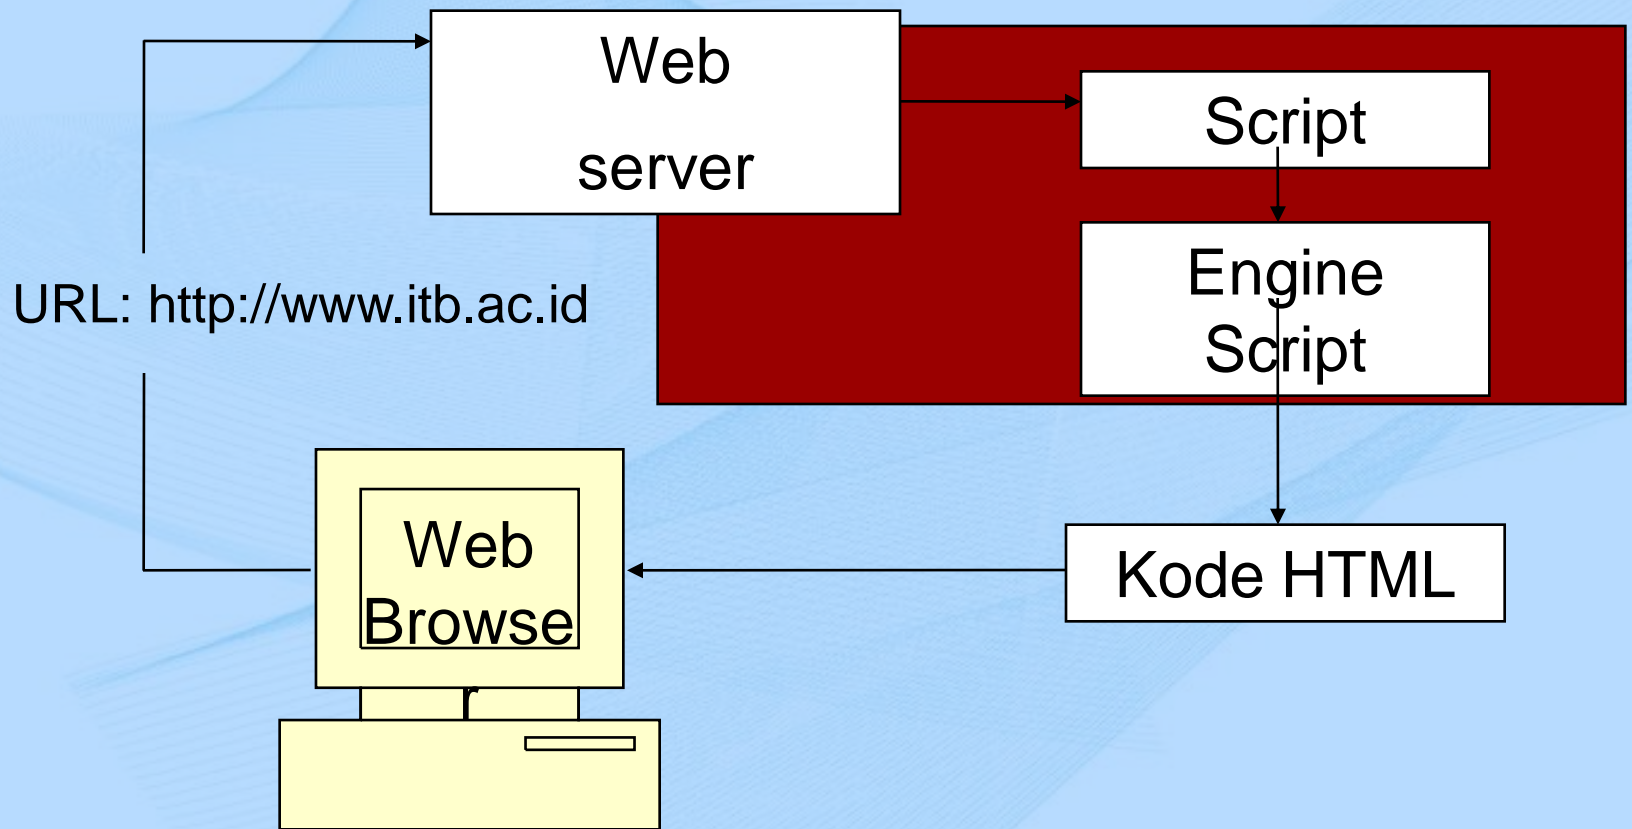 Web
server
Script
Engine
Script
URL: http://www.itb.ac.id
Web
Browse
r
Kode HTML